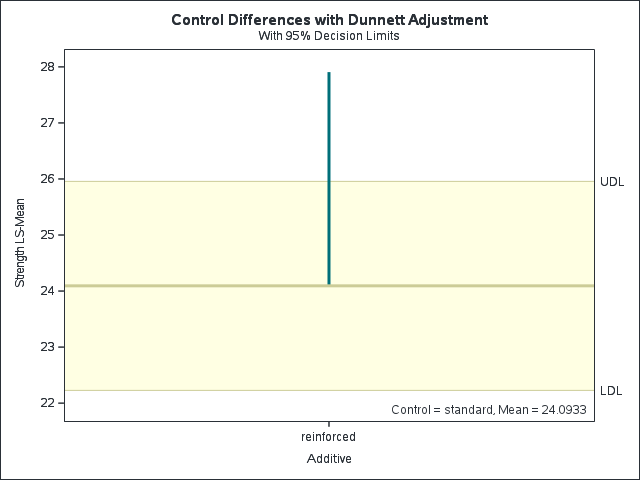 Control Differences with Dunnett Adjustment
With 95% Decision Limits
28
27
26
UDL
25
Strength LS-Mean
24
23
LDL
22
Control = standard, Mean = 24.0933
reinforced
Additive